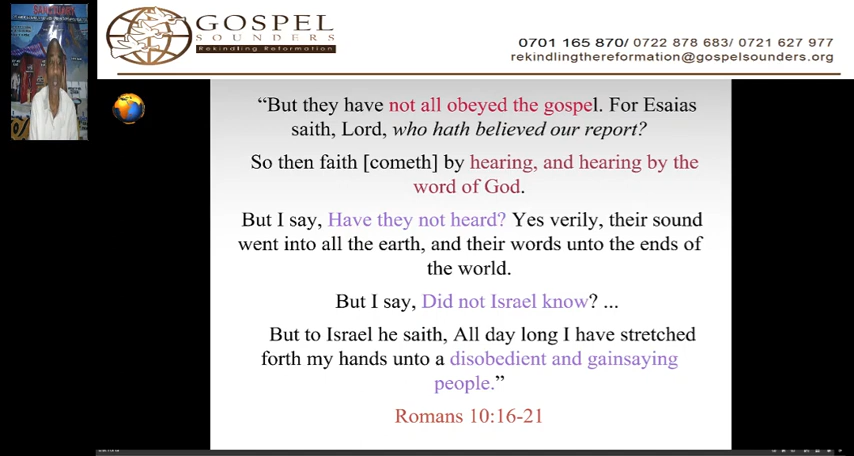 GOSPEL
SOUNDERS
Rekindling Reformation
0701 165 870/ 0722 878 683/ 0721 627 977
rekindlingthereformation@gospelsounders.org
“But they have not all obeyed the gospel. For Esaias
saith, Lord, who hath believed our report?
So then faith [cometh] by hearing, and hearing by the
word of God.
But I say, Have they not heard? Yes verily, their sound
went into all the earth, and their words unto the ends of
the world.
But I say, Did not Israel know? ...
But to Israel he saith, All day long I have stretched
forth my hands unto a disobedient and gainsaying
people.”
Romans 10:16-21